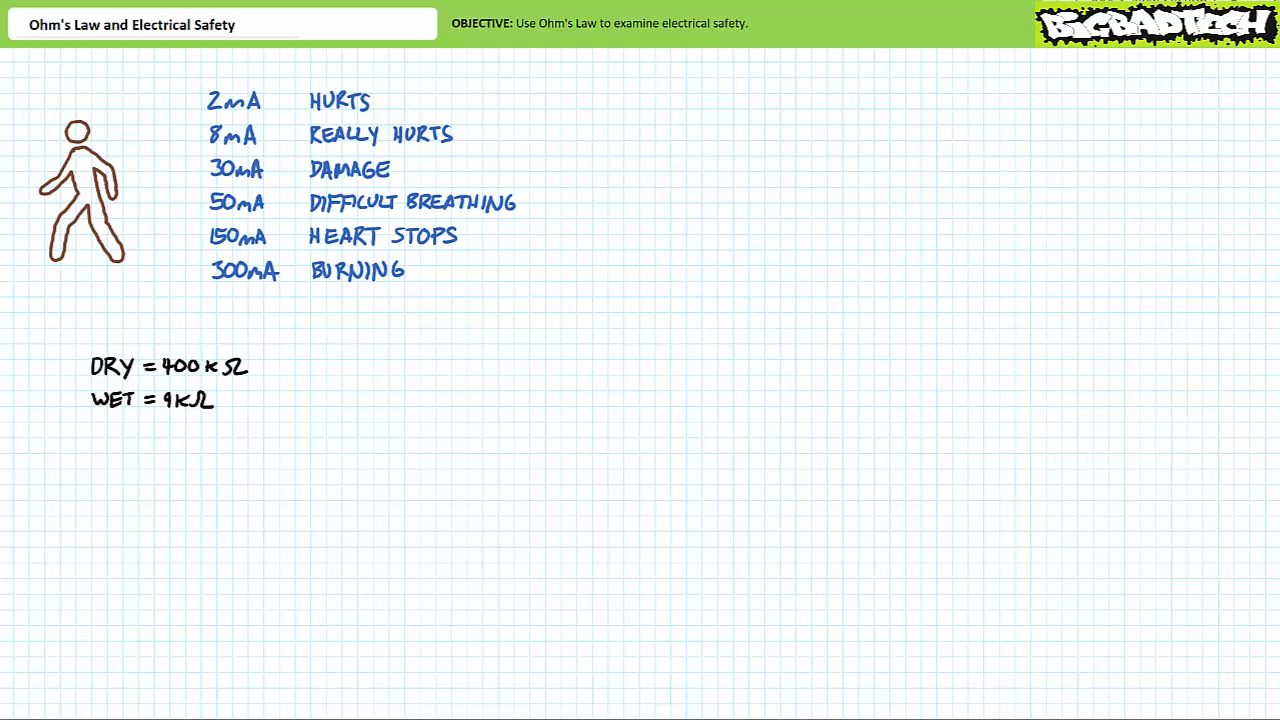 Ohm's Law and Electrical Safety
OBJECTIVE: Use Ohm's Law to examine electrical safety.
BIGBADTECH
2mA HURTS
8mA REALLY HURTS
30mA DAMAGE
50mA DIFFICULT BREATHING
150mA HEART STOPS
300mA BURNING
DRY = 400kΩ
WET = 9kΩ